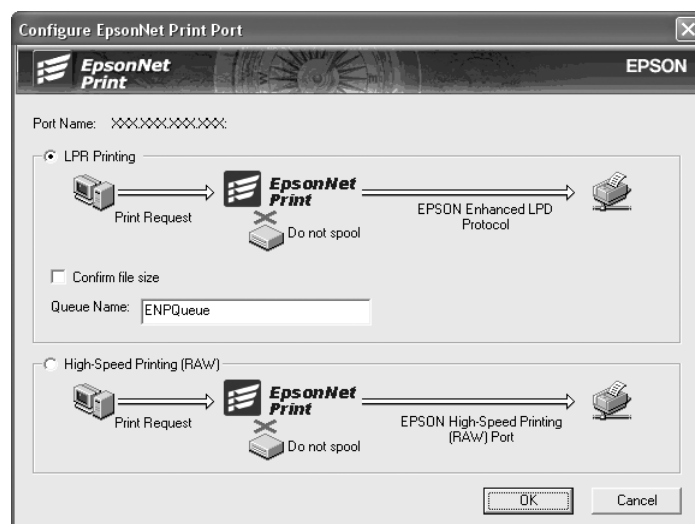 Configure EpsonNet Print Port
EpsonNet
Print
EPSON
Port Name: XXX.XXX.XXX.XXX:
LPR Printing
EpsonNet
Print
Print Request
EPSON Enhanced LPD
Protocol
Do not spool
Confirm file size
Queue Name: ENPQueue
High-Speed Printing (RAW)
EpsonNet
Print
Print Request
EPSON High-Speed Printing
(RAW) Port
Do not spool
OK
Cancel